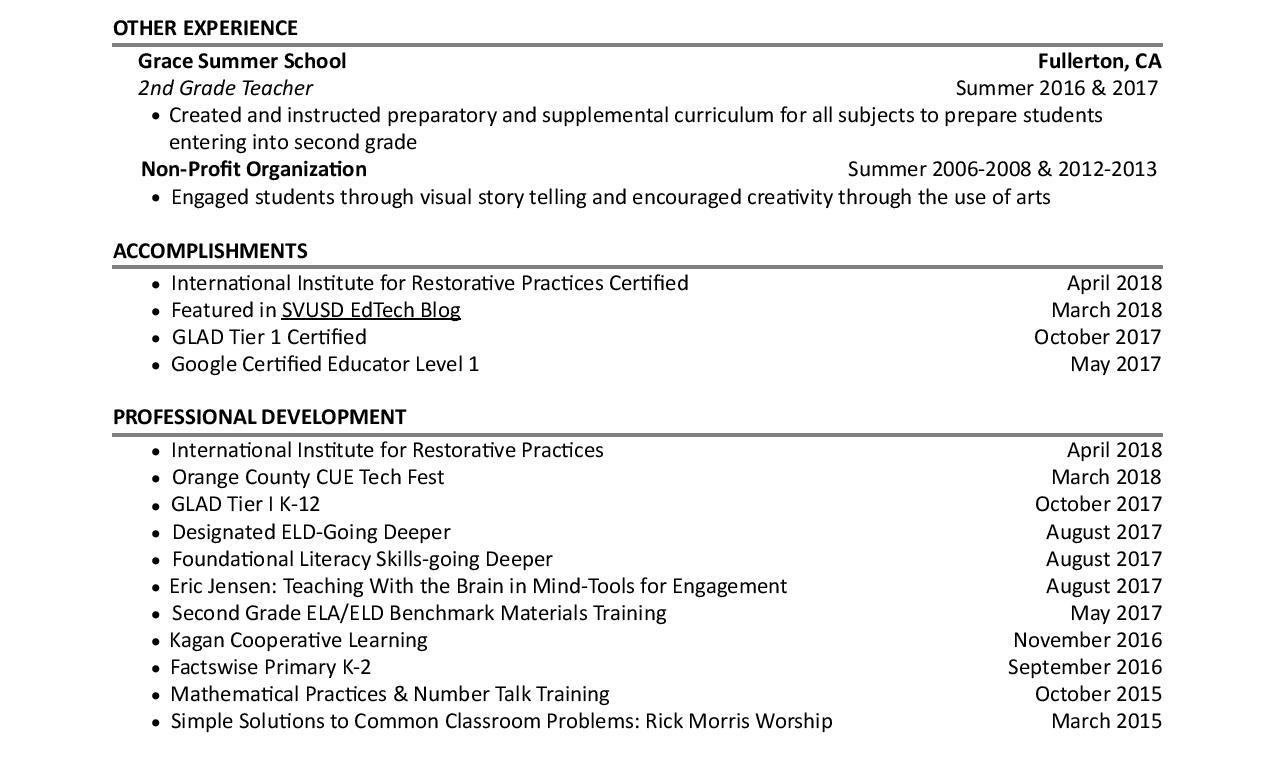 OTHER EXPERIENCE
Grace Summer School Fullerton, CA
2nd Grade Teacher Summer 2016 & 2017
• Created and instructed preparatory and supplemental curriculum for all subjects to prepare students
entering into second grade
Non-Profit Organization Summer 2006-2008 & 2012-2013
• Engaged students through visual story telling and encouraged creativity through the use of arts
ACCOMPLISHMENTS
• International Institute for Restorative Practices Certified April 2018
• Featured in SVUSD EdTech Blog March 2018
• GLAD Tier 1 Certified October 2017
• Google Certified Educator Level 1 May 2017
PROFESSIONAL DEVELOPMENT
• International Institute for Restorative Practices April 2018
• Orange County CUE Tech Fest March 2018
• GLAD Tier I K-12 October 2017
• Designated ELD-Going Deeper August 2017
• Foundational Literacy Skills-going Deeper August 2017
• Eric Jensen: Teaching With the Brain in Mind-Tools for Engagement August 2017
• Second Grade ELA/ELD Benchmark Materials Training May 2017
• Kagan Cooperative Learning November 2016
• Factswise Primary K-2 September 2016
• Mathematical Practices & Number Talk Training October 2015
• Simple Solutions to Common Classroom Problems: Rick Morris Worship March 2015